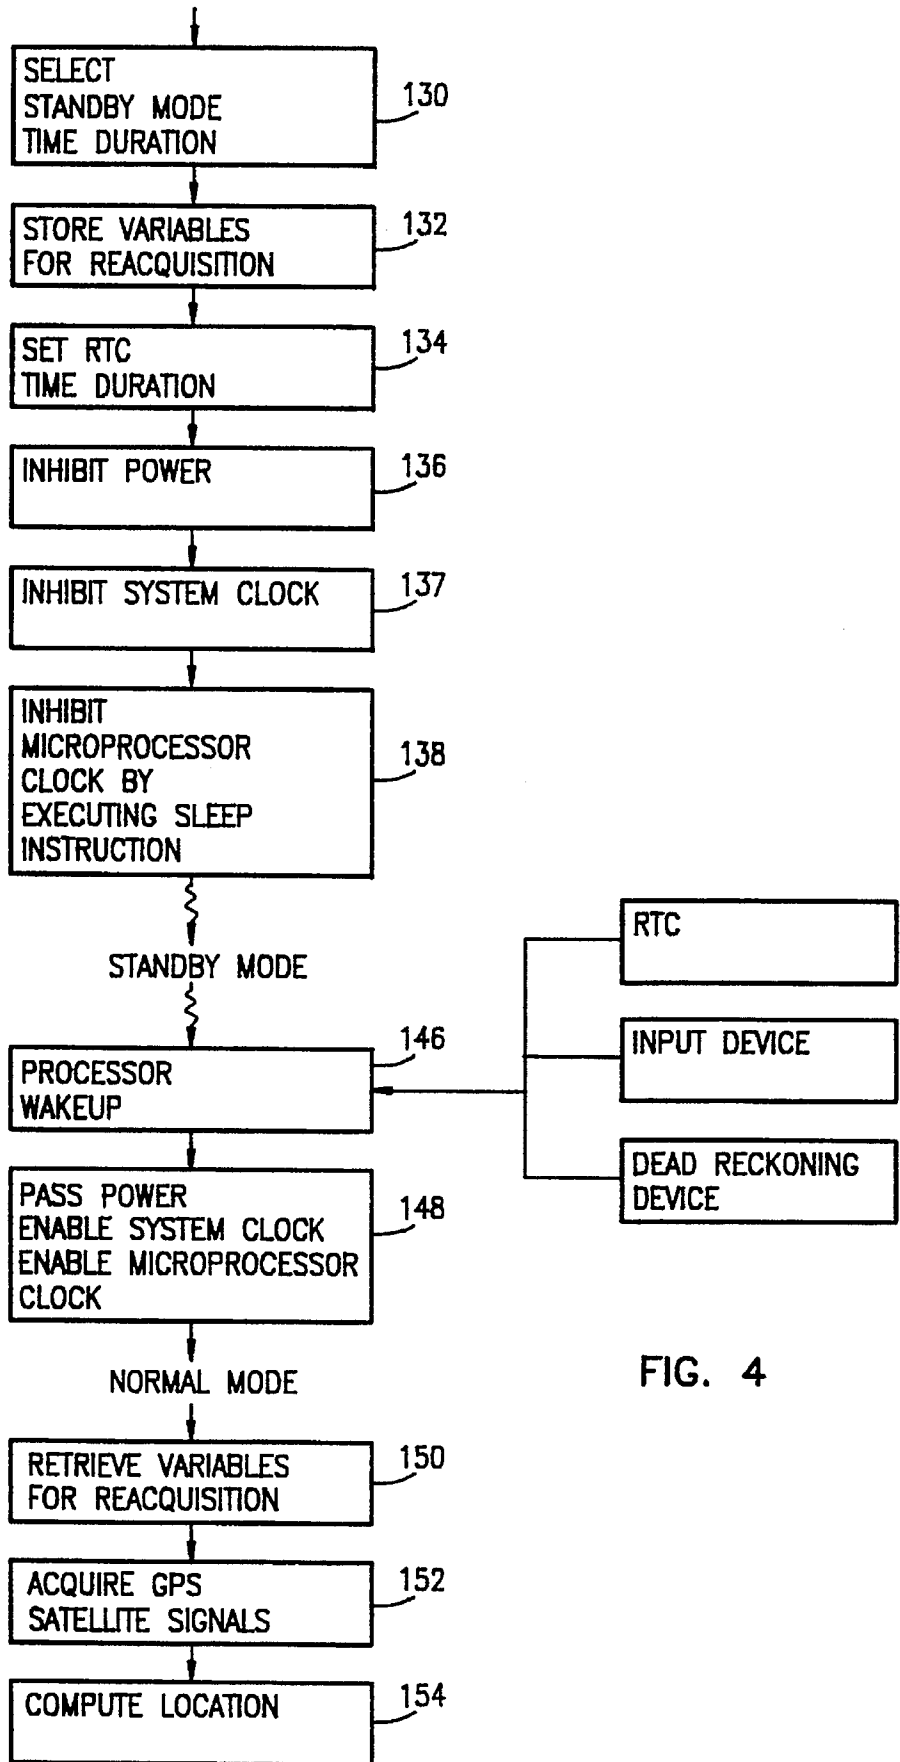 SELECT
STANDBY MODE
TIME DURATION
130
STORE VARIABLES
FOR REACQUISITION
132
SET RTC
TIME DURATION
134
INHIBIT POWER
136
INHIBIT SYSTEM CLOCK
137
INHIBIT
MICROPROCESSOR
CLOCK BY
EXECUTING SLEEP
INSTRUCTION
138
STANDBY MODE
RTC
INPUT DEVICE
DEAD RECKONING
DEVICE
PROCESSOR
WAKEUP
146
PASS POWER
ENABLE SYSTEM CLOCK
ENABLE MICROPROCESSOR
CLOCK
148
NORMAL MODE
FIG. 4
RETRIEVE VARIABLES
FOR REACQUISITION
150
ACQUIRE GPS
SATELLITE SIGNALS
152
COMPUTE LOCATION
154